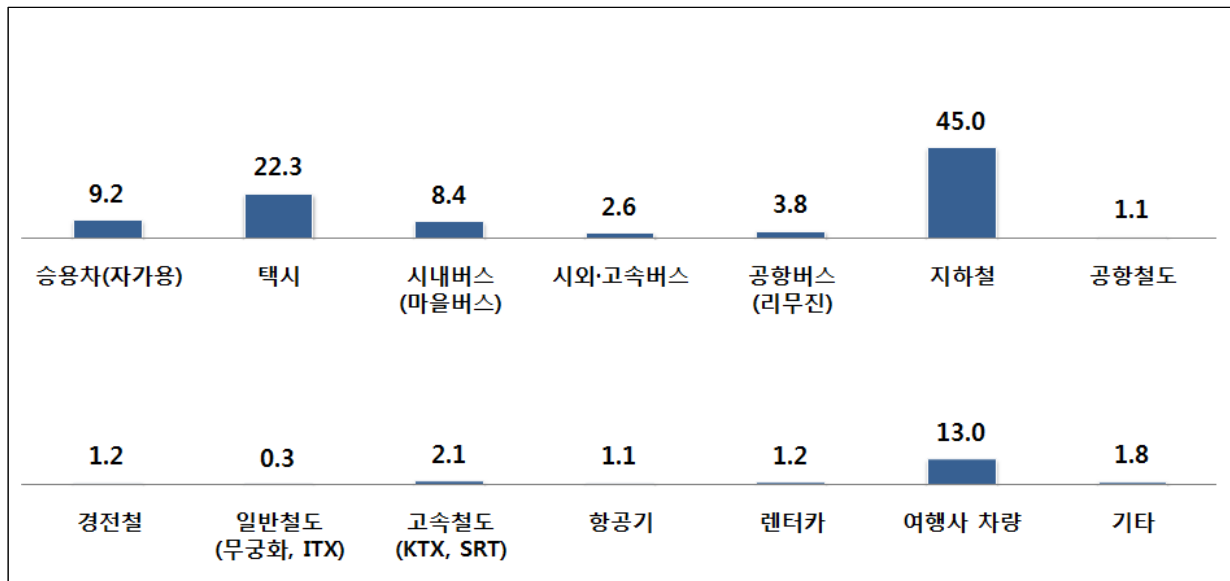 9.2 22.3 8.4 2.6 3.8 45.0 1.1
승용차(자가용) 택시 시내버스 시외·고속버스 공항버스 지하철 공항철도
(마을버스) (리무진)
1.2 0.3 2.1 1.1 1.2 13.0 1.8
경전철 일반철도 고속철도 항공기 렌터카 여행사 차량 기타
(무궁화, ITX) (KTX, SRT)